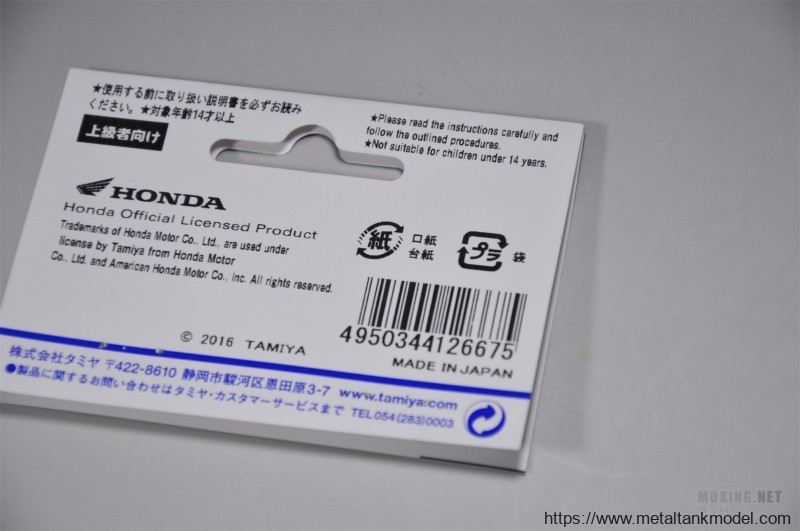 ★使用する前に取り扱い説明書を必ずお読み
ください。★対象年齢14才以上
上級者向け
★Please read the instructions carefully and
follow the outlined procedures.
★Not suitable for children under 14 years.
HONDA
Honda Official Licensed Product
Trademarks of Honda Motor Co., Ltd., are used under
license by Tamiya from Honda Motor
Co., Ltd. and American Honda Motor Co., Inc. All rights reserved.
紙
口紙
台紙
プラ
袋
4950344126675
© 2016 TAMIYA
MADE IN JAPAN
株式会社タミヤ 〒422-8610 静岡市駿河区恩田原3-7 www.tamiya.com
●製品に関するお問い合わせはタミヤ・カスタマーサービスまで TEL054(283)0003
MOXING.NET
https://www.metaltankmodel.com